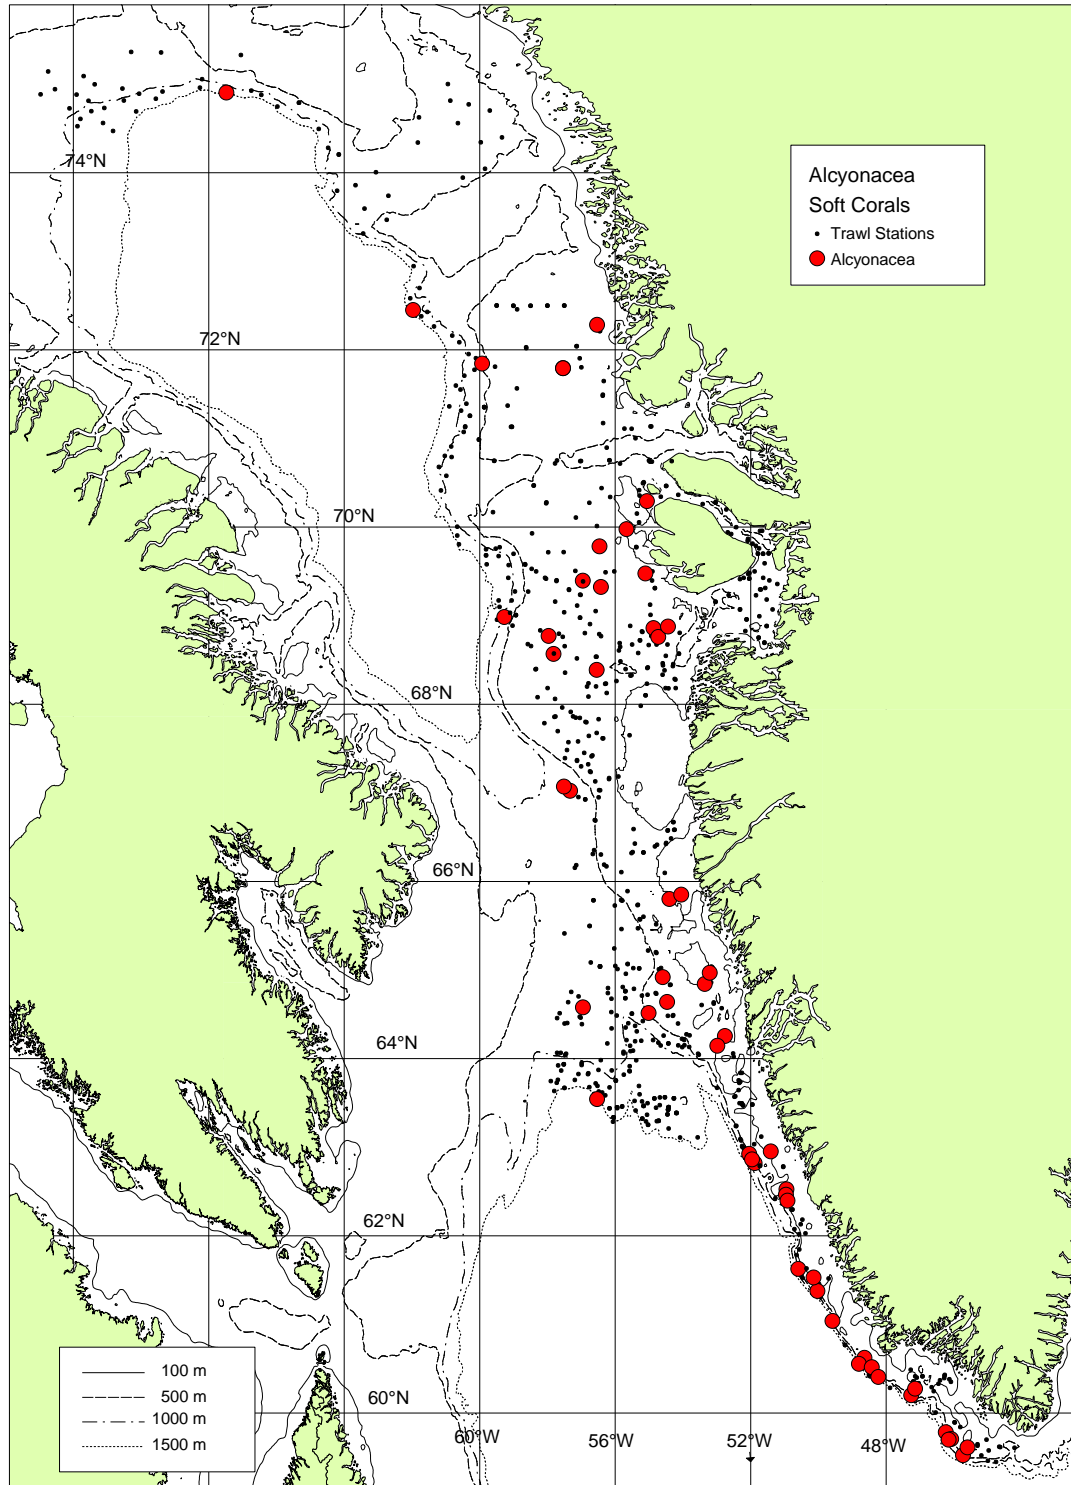 74°N
Alcyonacea
Soft Corals
Trawl Stations
Alcyonacea
72°N
70°N
68°N
66°N
64°N
62°N
100 m
500 m
1000 m
1500 m
60°N
60°W
56°W
52°W
48°W